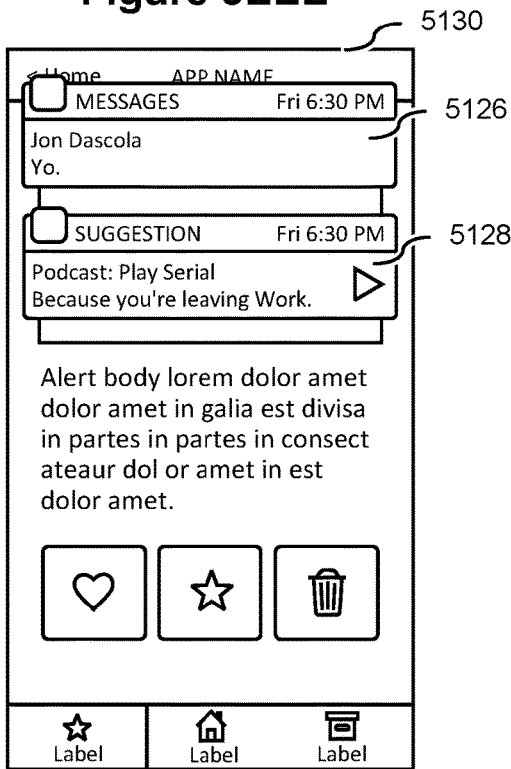 5130
< Home APP NAME
MESSAGES Fri 6:30 PM
5126
Jon Dascola
Yo.
SUGGESTION Fri 6:30 PM
5128
Podcast: Play Serial
Because you're leaving Work.
Alert body lorem dolor amet
dolor amet in galia est divisa
in partes in partes in consect
ateaur dol or amet in est
dolor amet.
Label Label Label